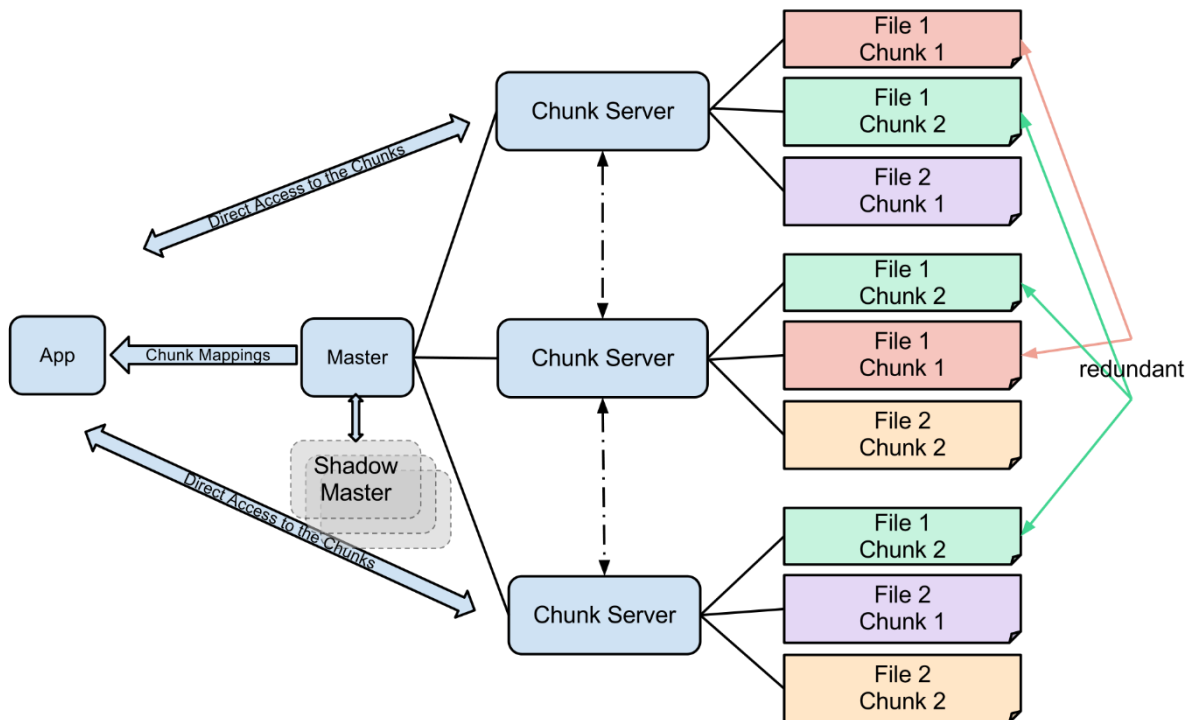 File 1
Chunk 1
Chunk Server
File 1
Chunk 2
Direct Access to the Chunks
File 2
Chunk 1
File 1
Chunk 2
App
Chunk Mappings
Master
Chunk Server
File 1
Chunk 1
redundant
File 2
Chunk 2
Shadow
Master
Direct Access to the Chunks
File 1
Chunk 2
Chunk Server
File 2
Chunk 1
File 2
Chunk 2